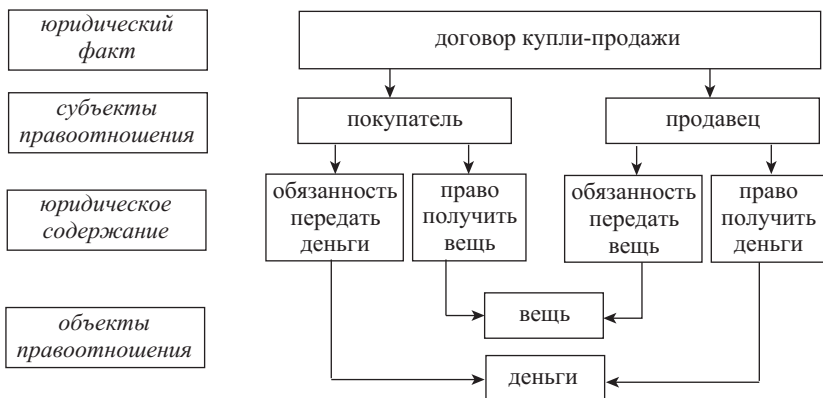 юридический
факт
договор купли-продажи
субъекты
правоотношения
покупатель
продавец
юридическое
содержание
обязанность
передать
деньги
право
получить
вещь
обязанность
передать
вещь
право
получить
деньги
объекты
правоотношения
вещь
деньги